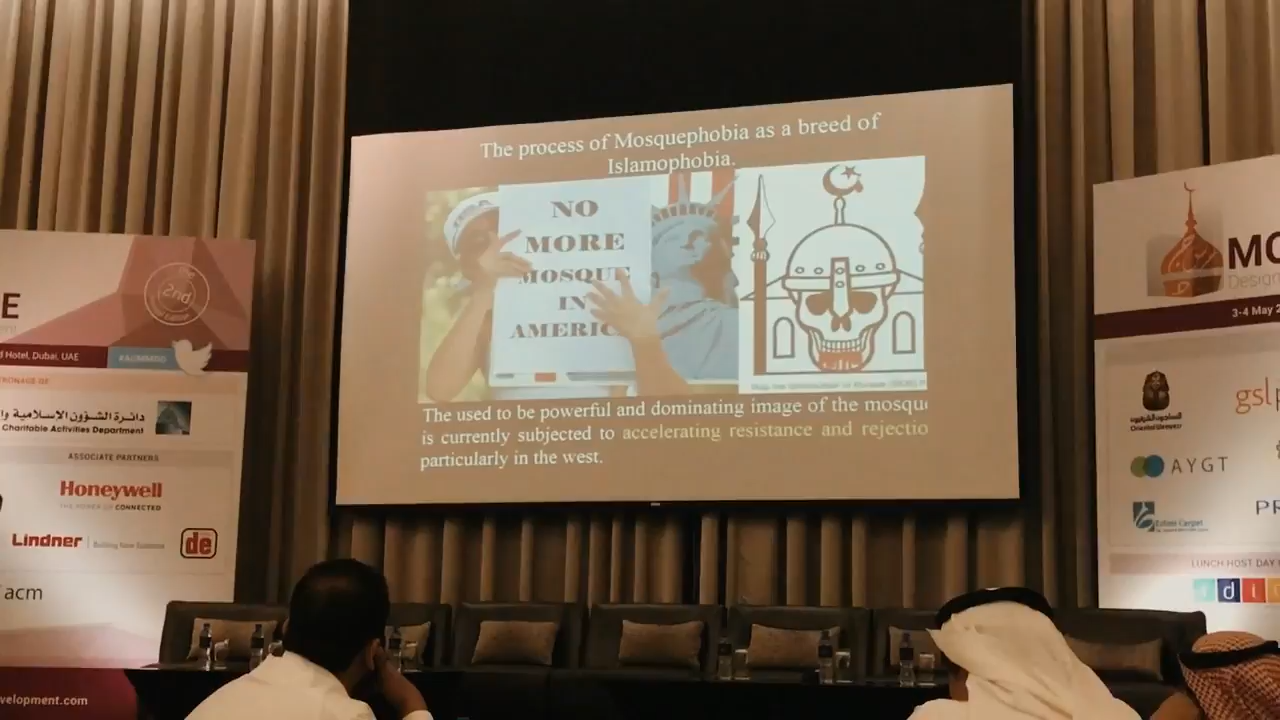 The process of Mosquephobia as a breed of
Islamophobia.
NO
MORE
MOSQUE
IN
AMERIC
The used to be powerful and dominating image of the mosqu
is currently subjected to accelerating resistance and rejectio
particularly in the west.
E
2nd
Hotel, Dubai, UAE
دائرة الشؤون الإسلامية و
Charitable Activities Department
ASSOCIATE PARTNERS
Honeywell
THE POWER OF CONNECTED
Lindner
Building New Solutions
de
acm
velopment.com
MO
Design
3-4 May 2
Oriental Weavers
gsl
AYGT
PR
LUNCH HOST DAY